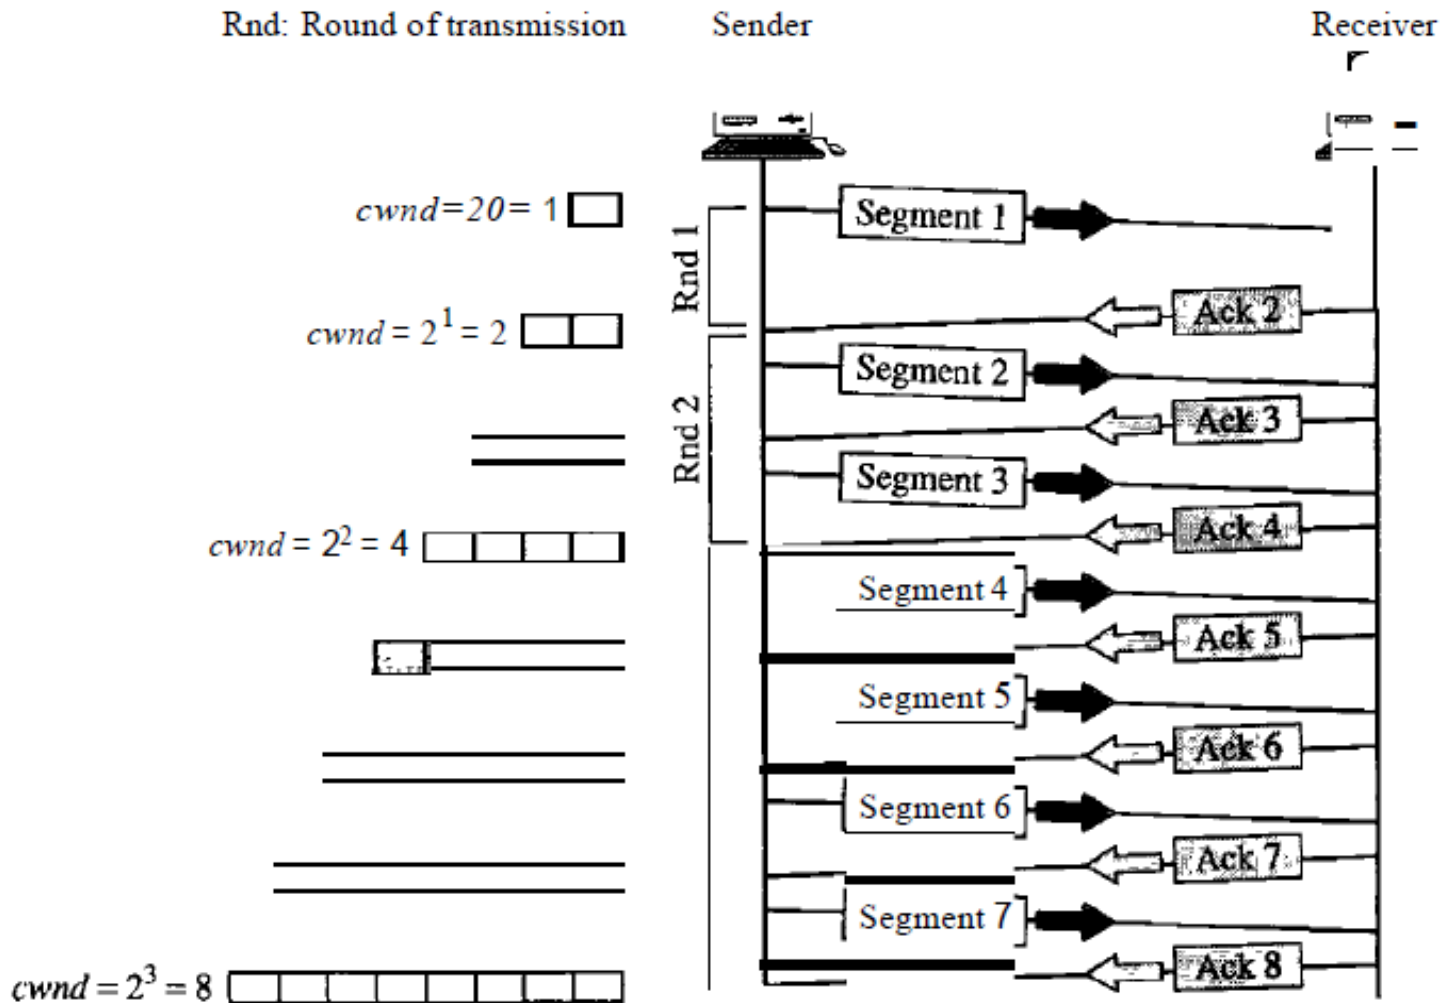 Rnd: Round of transmission Sender Receiver
cwnd=20= 1
Segment 1
Rnd 1
Ack 2
cwnd = 2¹ = 2
Segment 2
Ack 3
Rnd 2
Segment 3
Ack 4
cwnd = 2² = 4
Segment 4
Ack 5
Segment 5
Ack 6
Segment 6
Ack 7
Segment 7
Ack 8
cwnd = 2³ = 8